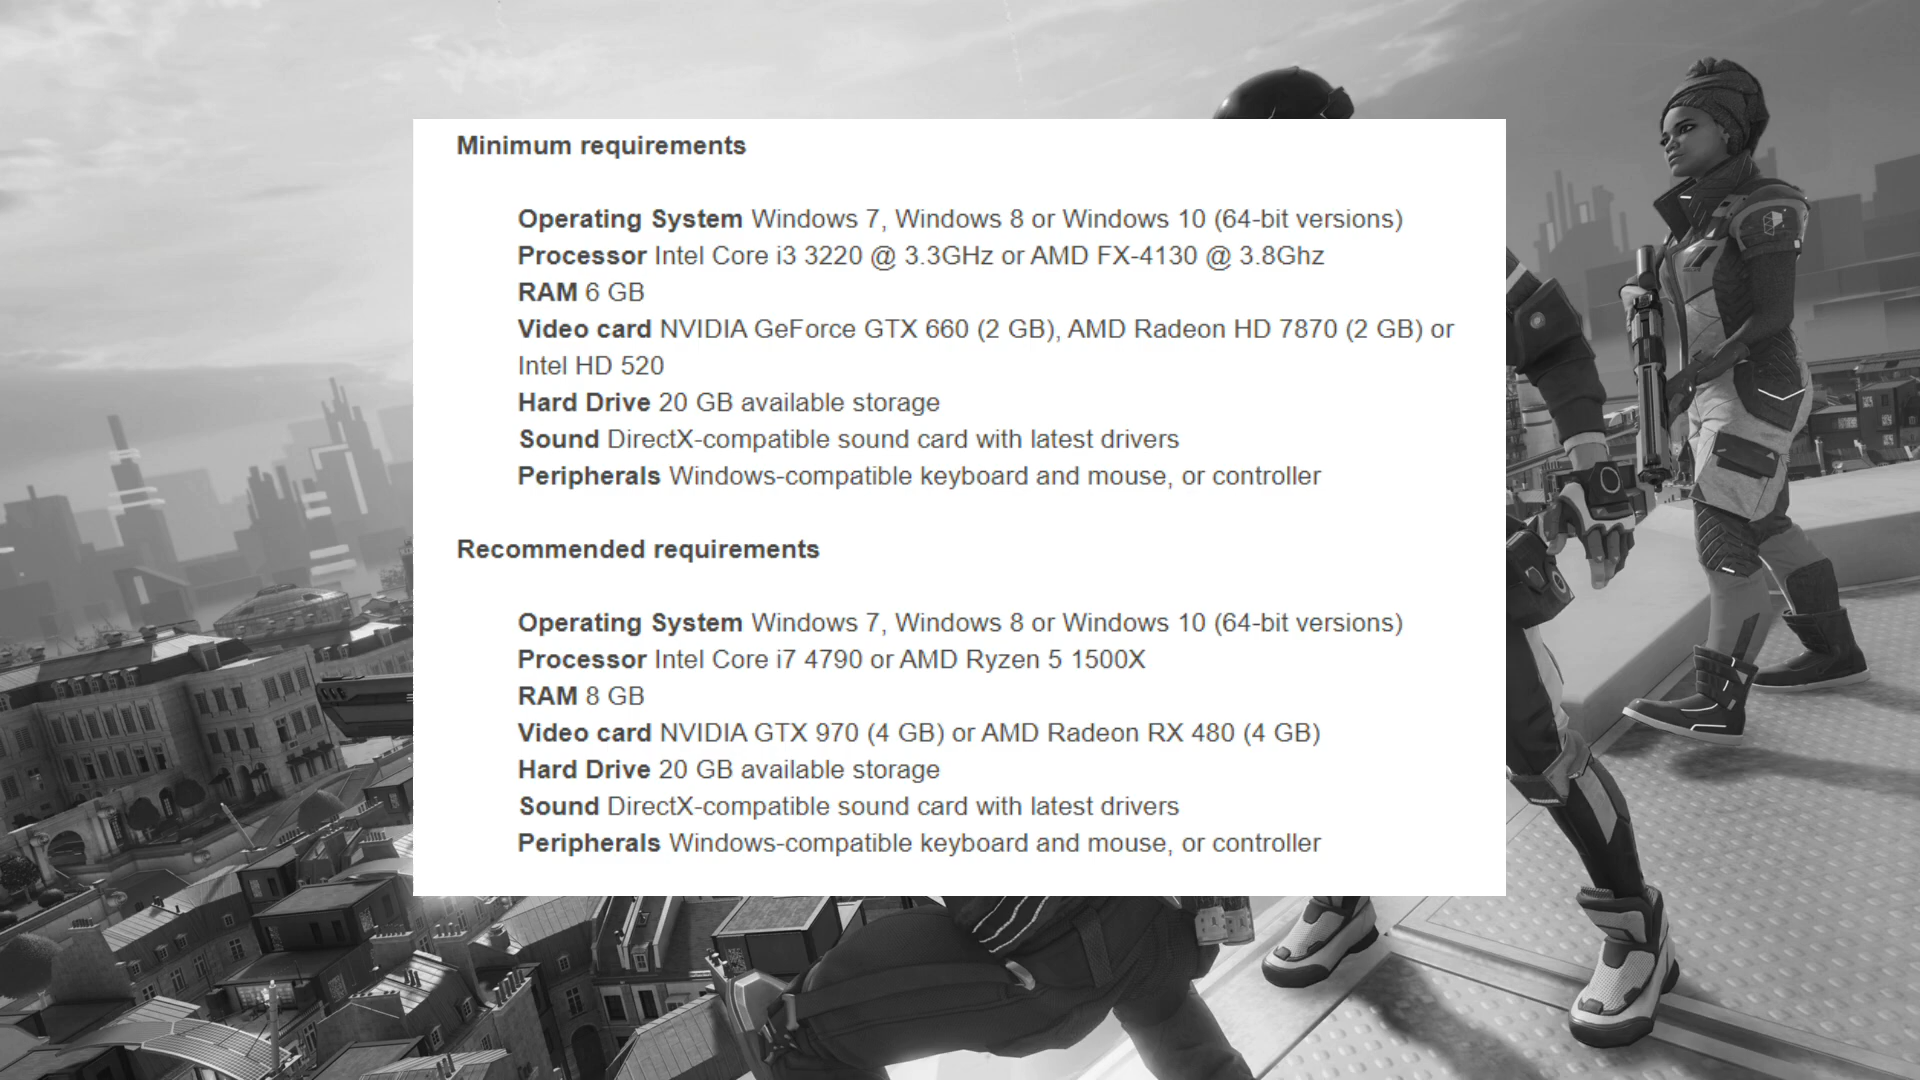 Minimum requirements
Operating System Windows 7, Windows 8 or Windows 10 (64-bit versions)
Processor Intel Core i3 3220 @ 3.3GHz or AMD FX-4130 @ 3.8Ghz
RAM 6 GB
Video card NVIDIA GeForce GTX 660 (2 GB), AMD Radeon HD 7870 (2 GB) or
Intel HD 520
Hard Drive 20 GB available storage
Sound DirectX-compatible sound card with latest drivers
Peripherals Windows-compatible keyboard and mouse, or controller
Recommended requirements
Operating System Windows 7, Windows 8 or Windows 10 (64-bit versions)
Processor Intel Core i7 4790 or AMD Ryzen 5 1500X
RAM 8 GB
Video card NVIDIA GTX 970 (4 GB) or AMD Radeon RX 480 (4 GB)
Hard Drive 20 GB available storage
Sound DirectX-compatible sound card with latest drivers
Peripherals Windows-compatible keyboard and mouse, or controller